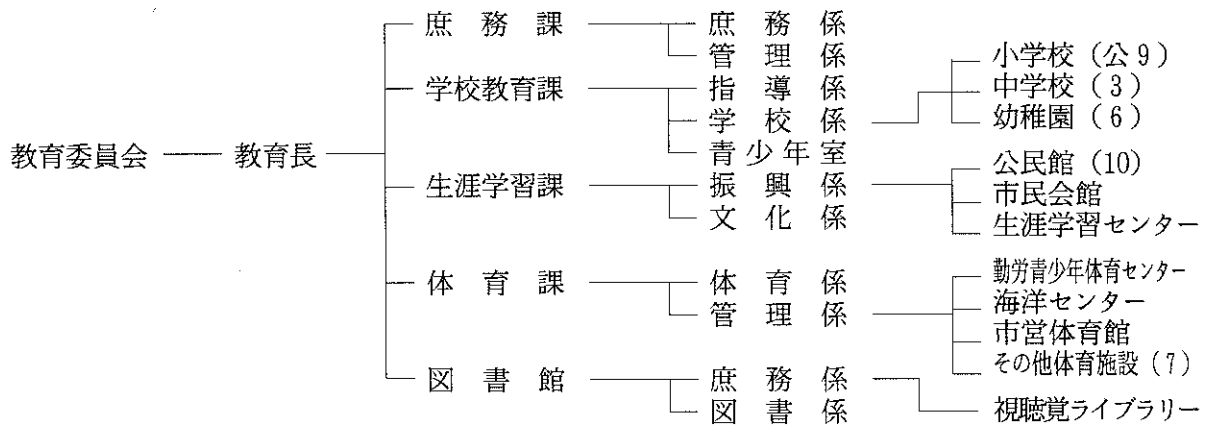 教育委員会
教育長
庶務課
庶務係
管理係
学校教育課
指導係
学校係
小学校(公9)
中学校(3)
幼稚園(6)
青少年室
生涯学習課
振興係
公民館(10)
市民会館
生涯学習センター
文化係
体育課
体育係
管理係
勤労青少年体育センター
海洋センター
市営体育館
その他体育施設(7)
図書館
庶務係
視聴覚ライブラリー
図書係